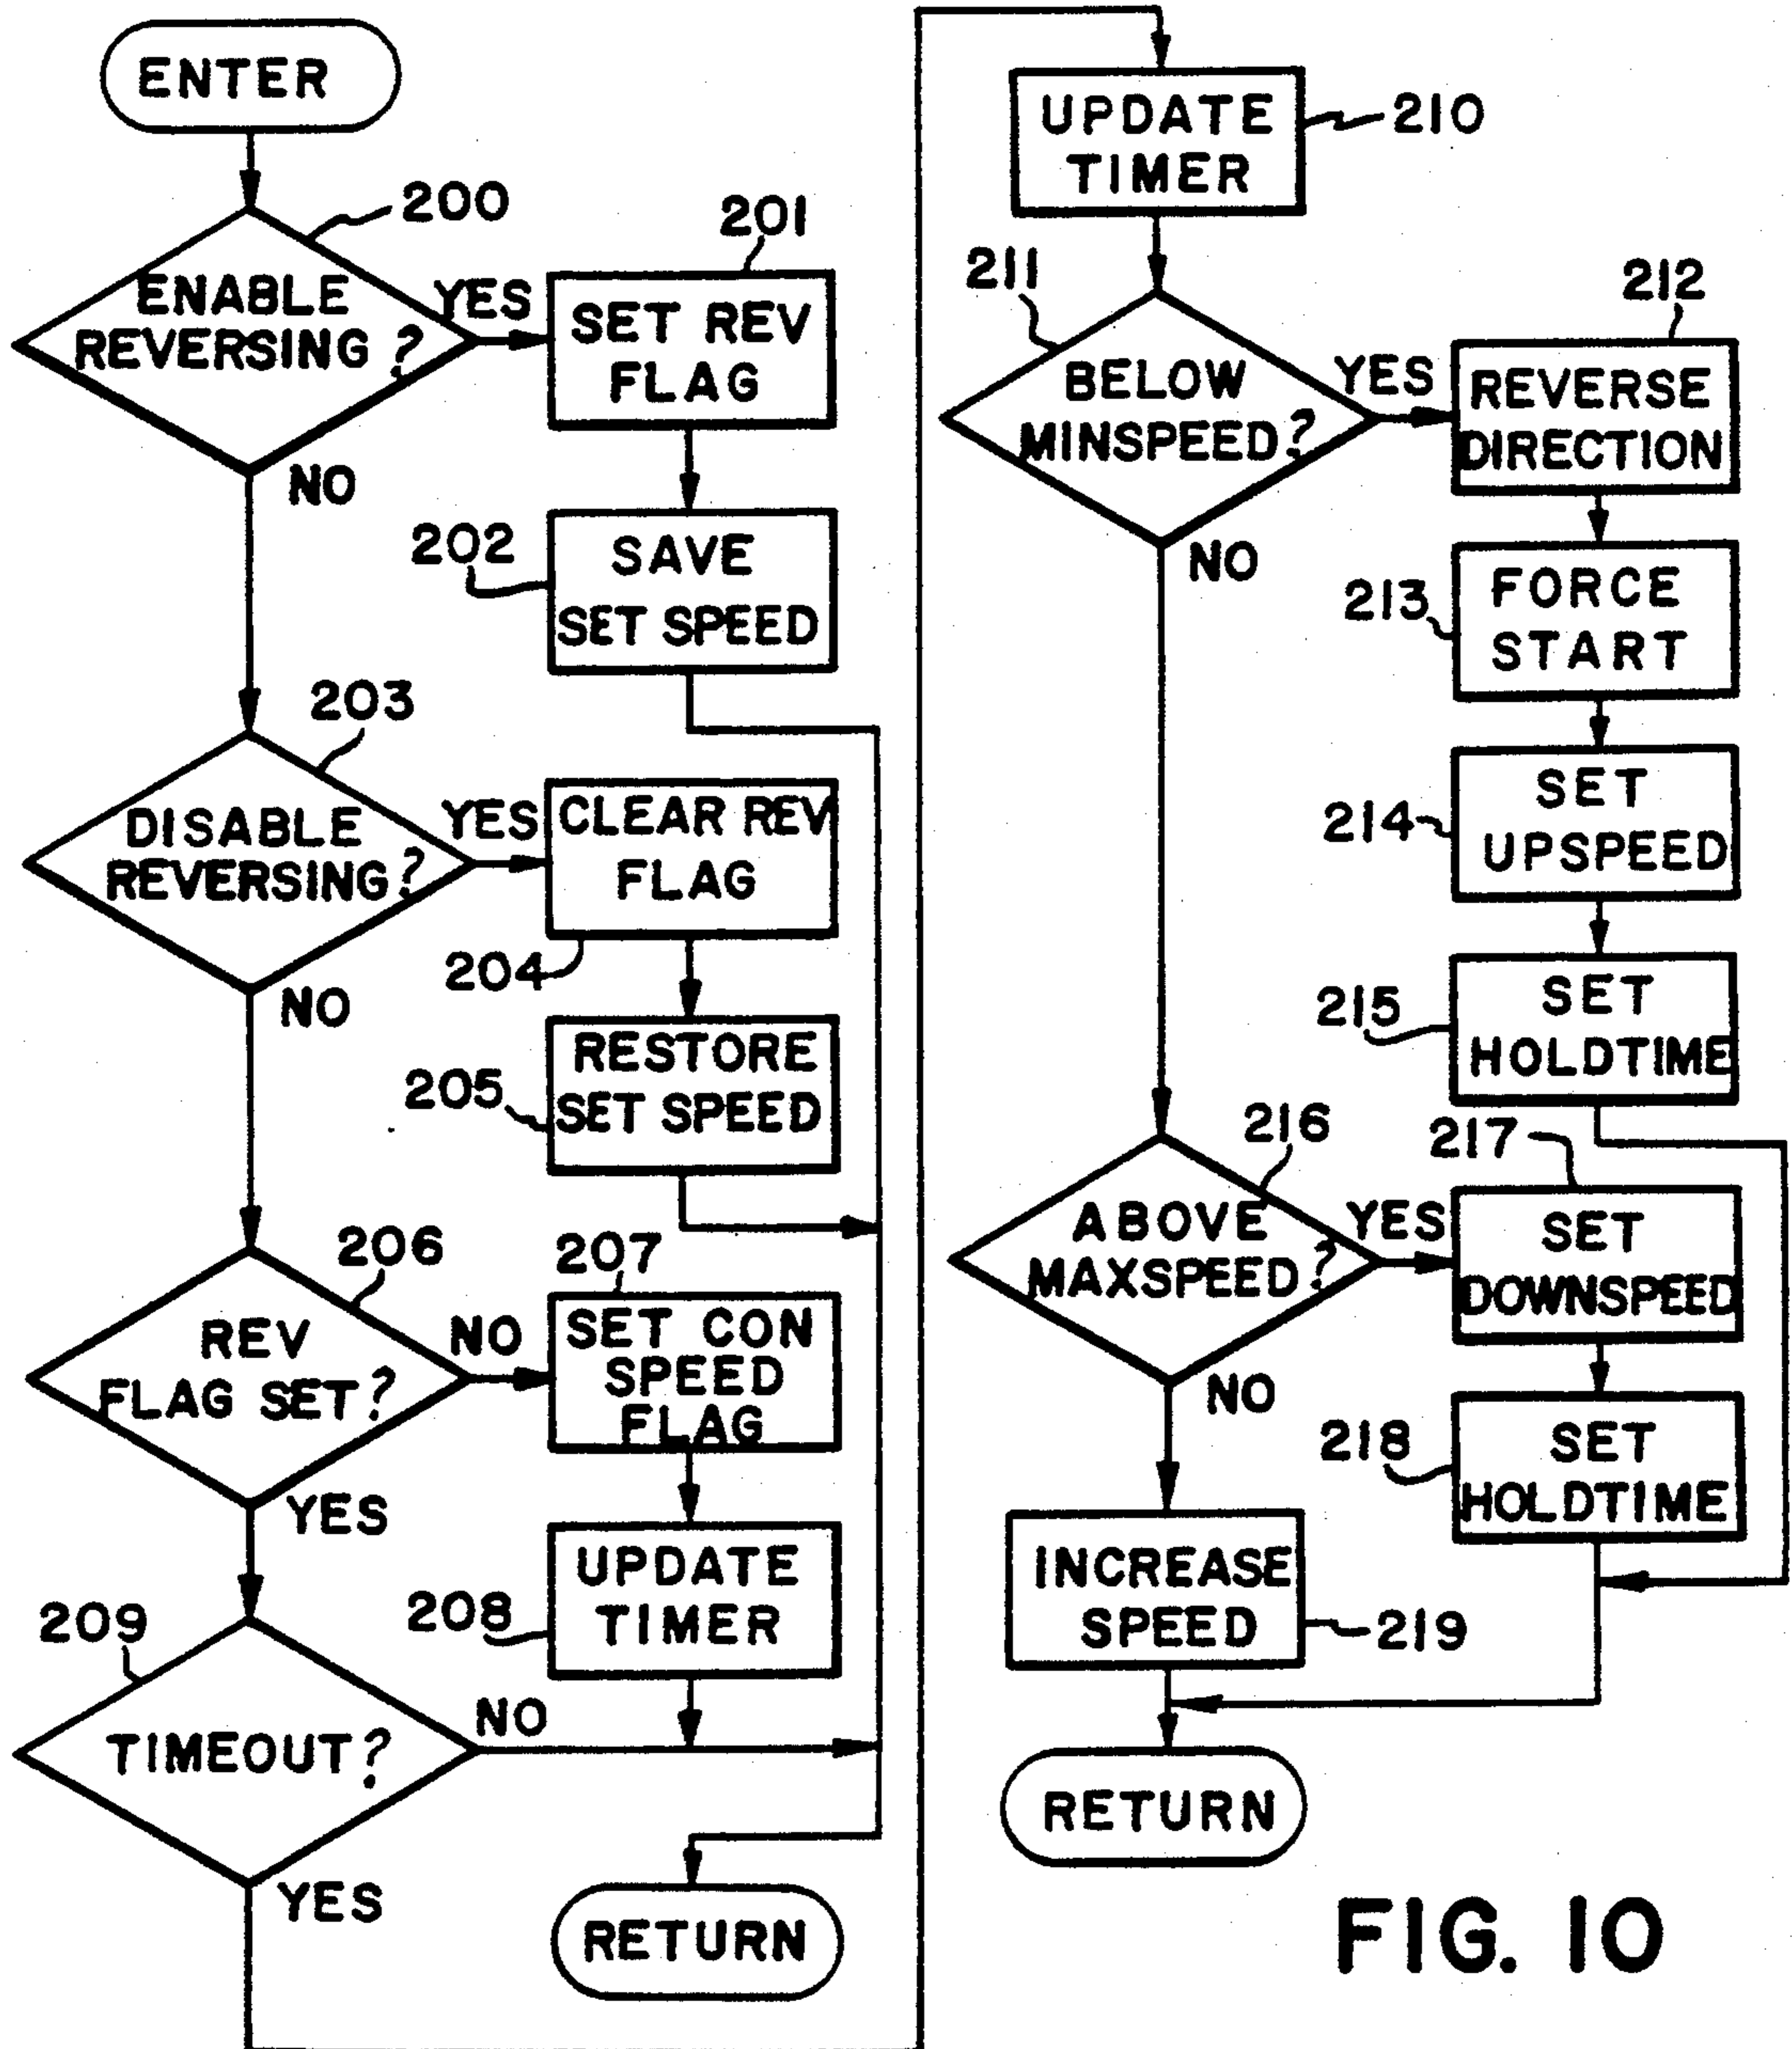 ENTER
200
ENABLE
REVERSING ?
YES
NO
201
SET REV
FLAG
202
SAVE
SET SPEED
203
DISABLE
REVERSING?
YES
NO
CLEAR REV
FLAG
204
205
RESTORE
SET SPEED
206
REV
FLAG SET?
NO
YES
207
SET CON
SPEED
FLAG
208
UPDATE
TIMER
209
TIMEOUT?
NO
YES
RETURN
UPDATE
TIMER
210
211
BELOW
MINSPEED?
YES
NO
212
REVERSE
DIRECTION
213
FORCE
START
214
SET
UPSPEED
215
SET
HOLDTIME
216
ABOVE
MAXSPEED?
YES
NO
217
SET
DOWNSPEED
218
SET
HOLDTIME
INCREASE
SPEED
219
RETURN
FIG. 10